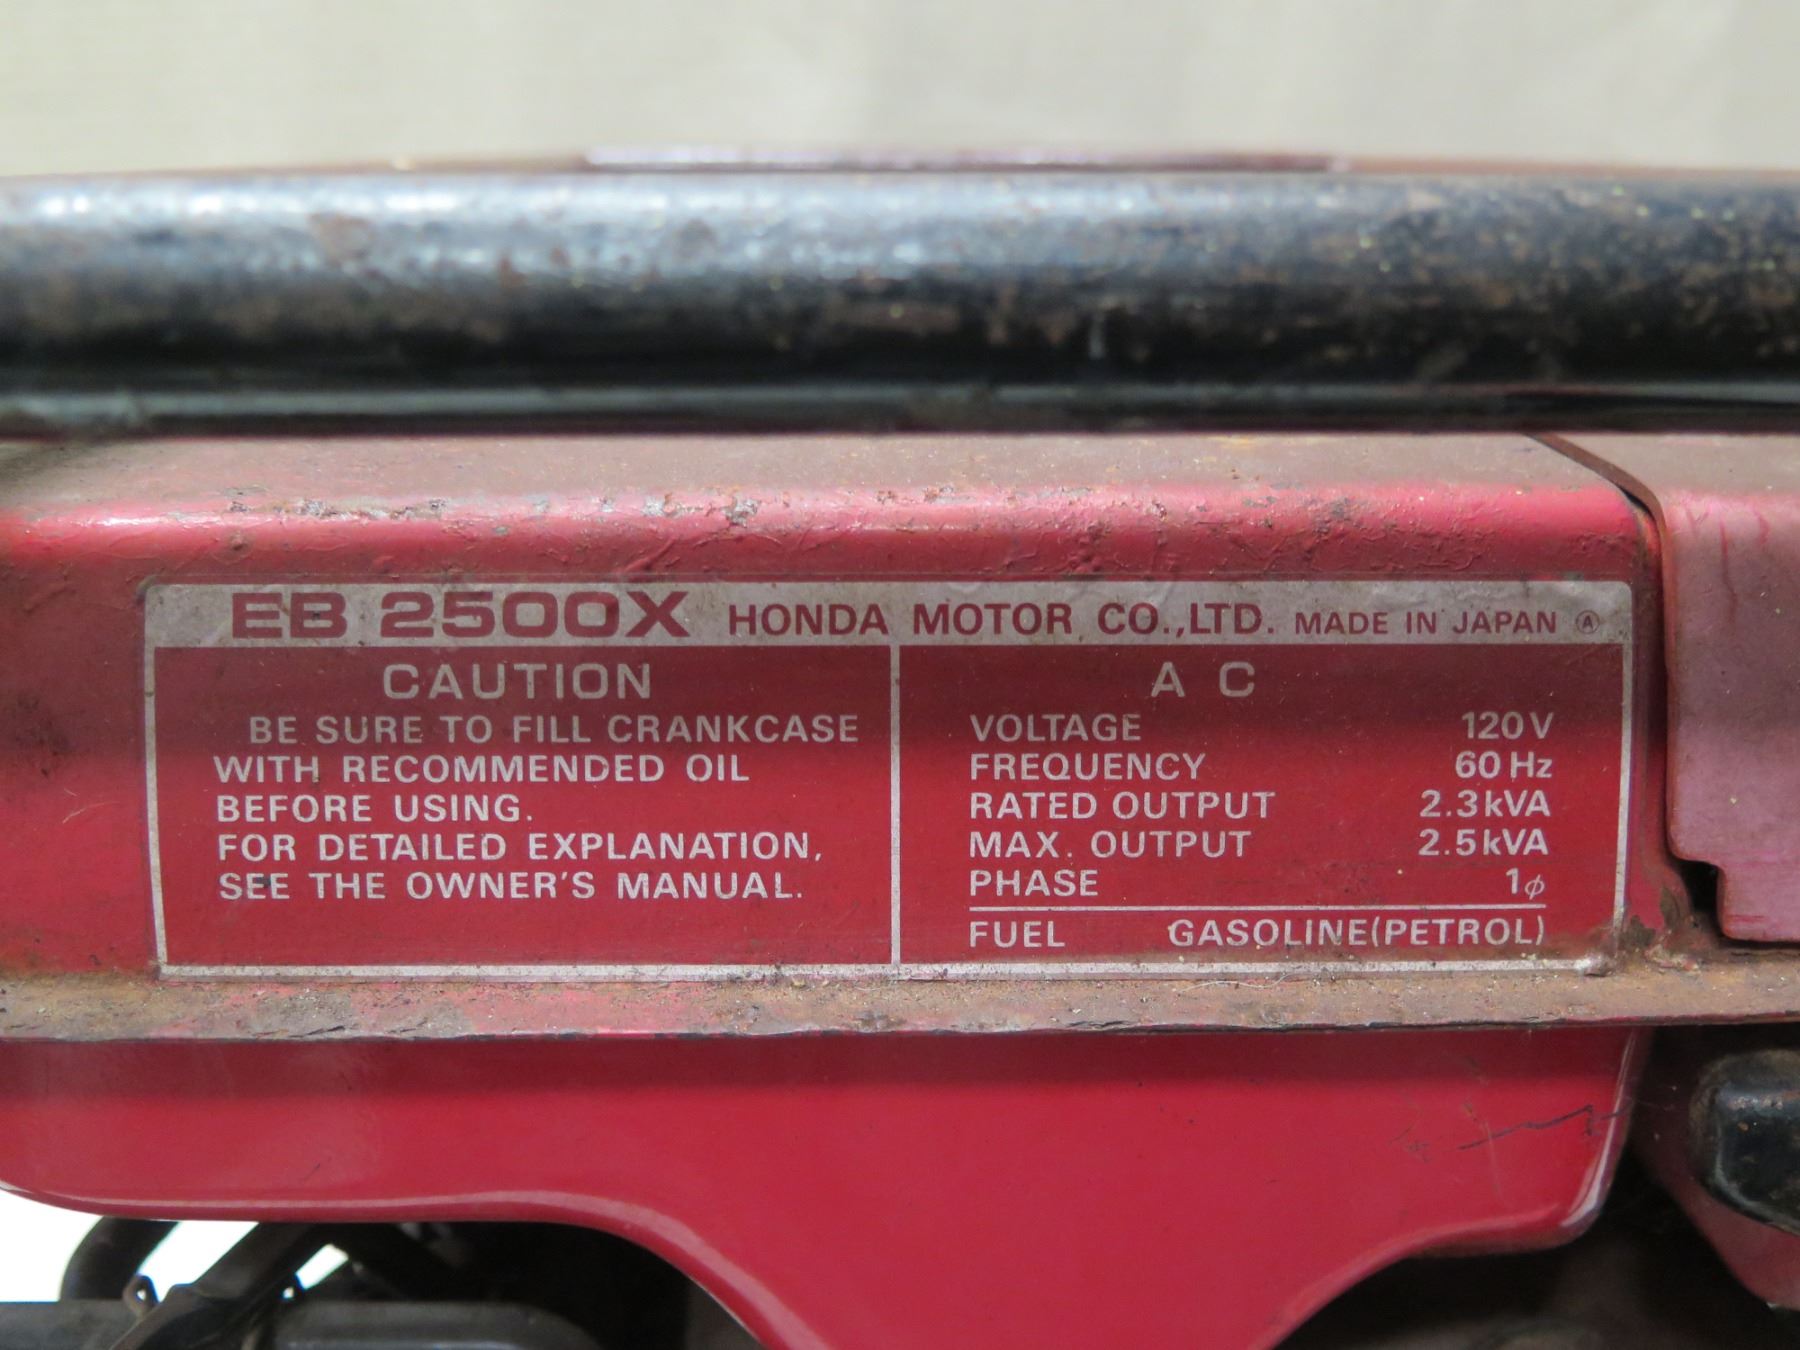 EB 2500X HONDA MOTOR CO.,LTD. MADE IN JAPAN Ⓐ
CAUTION
BE SURE TO FILL CRANKCASE
WITH RECOMMENDED OIL
BEFORE USING.
FOR DETAILED EXPLANATION,
SEE THE OWNER'S MANUAL.
A C
VOLTAGE 120V
FREQUENCY 60Hz
RATED OUTPUT 2.3kVA
MAX. OUTPUT 2.5kVA
PHASE 1ϕ
FUEL GASOLINE(PETROL)